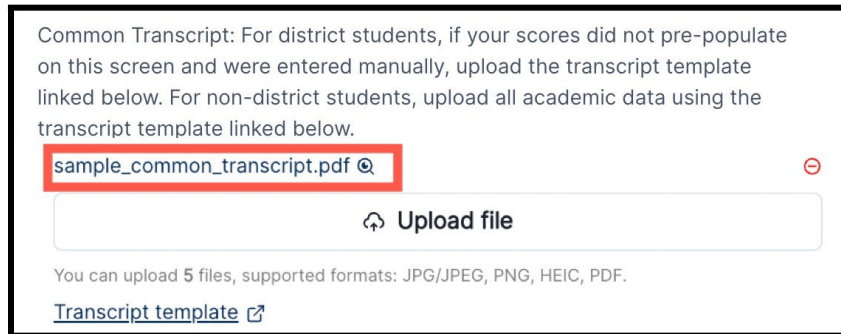 Common Transcript: For district students, if your scores did not pre-populate
on this screen and were entered manually, upload the transcript template
linked below. For non-district students, upload all academic data using the
transcript template linked below.
sample_common_transcript.pdf
Upload file
You can upload 5 files, supported formats: JPG/JPEG, PNG, HEIC, PDF.
Transcript template